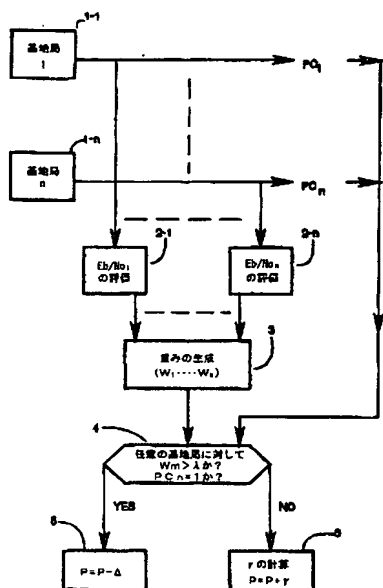 1-1
基地局
1
PC₁
1-n
基地局
n
PCₙ
2-1
Eb/No₁
の評価
2-n
Eb/Noₙ
の評価
3
重みの生成
(W₁----Wₙ)
4
任意の基地局に対して
Wm>λか?
PCn=1か?
YES
NO
5
P=P-Δ
6
γの計算
P=P+γ